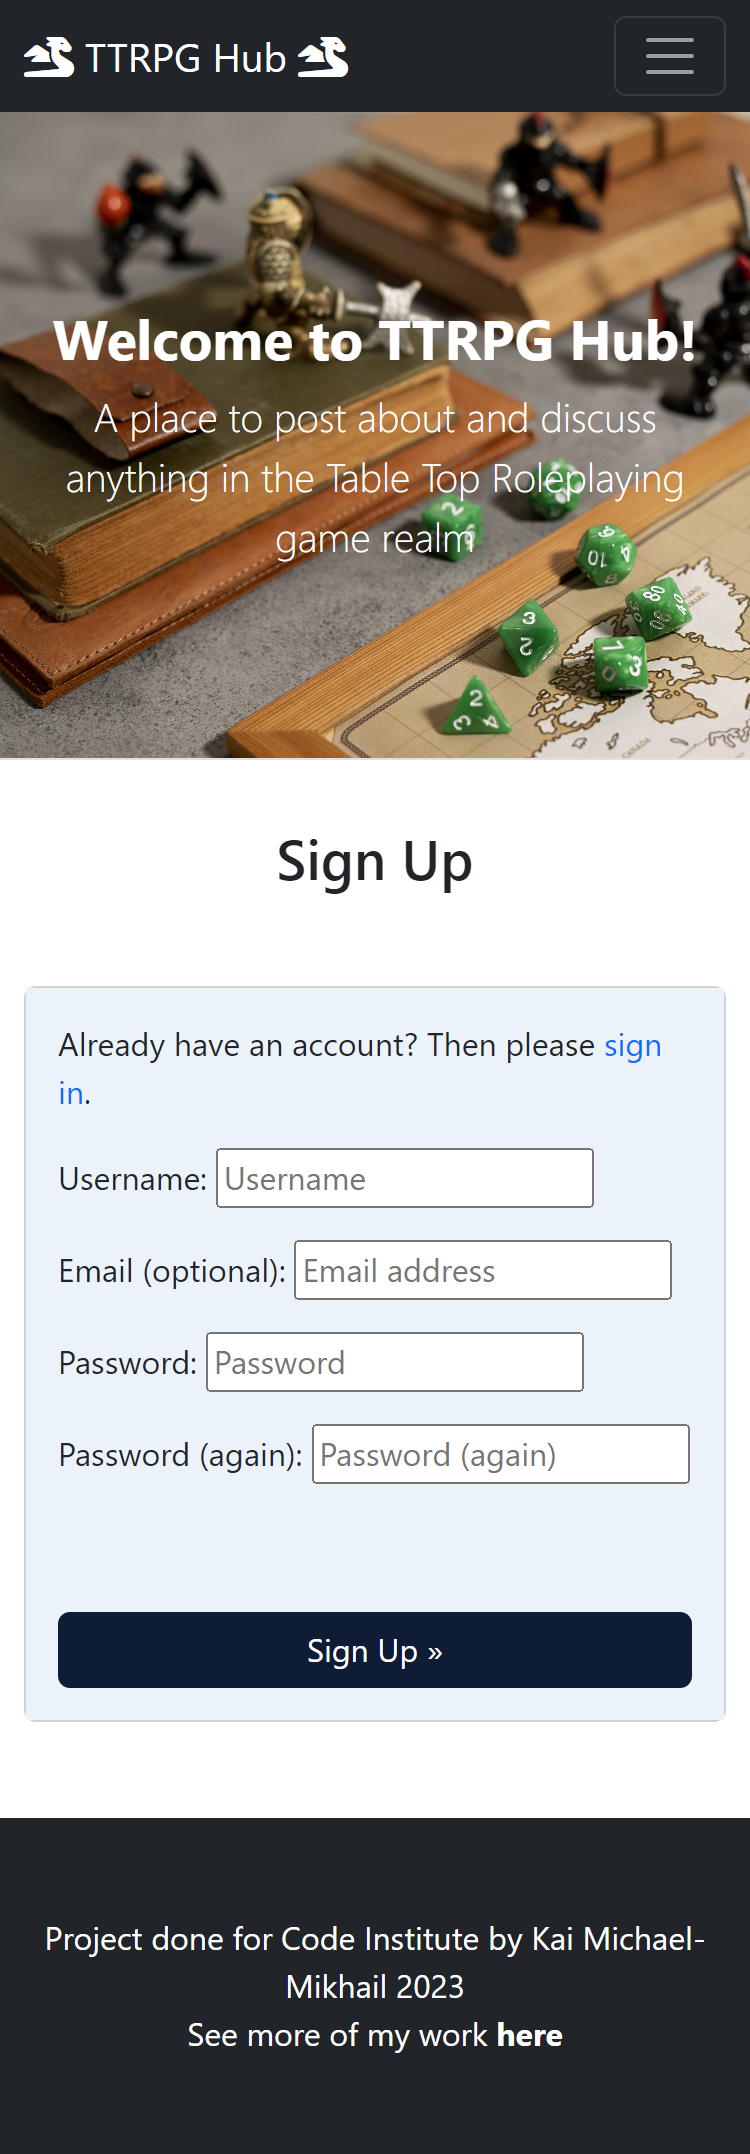 TTRPG Hub
Welcome to TTRPG Hub!
A place to post about and discuss
anything in the Table Top Roleplaying
game realm
Sign Up
Already have an account? Then please sign
in.
Username: Username
Email (optional): Email address
Password: Password
Password (again): Password (again)
Sign Up »
Project done for Code Institute by Kai Michael-
Mikhail 2023
See more of my work here